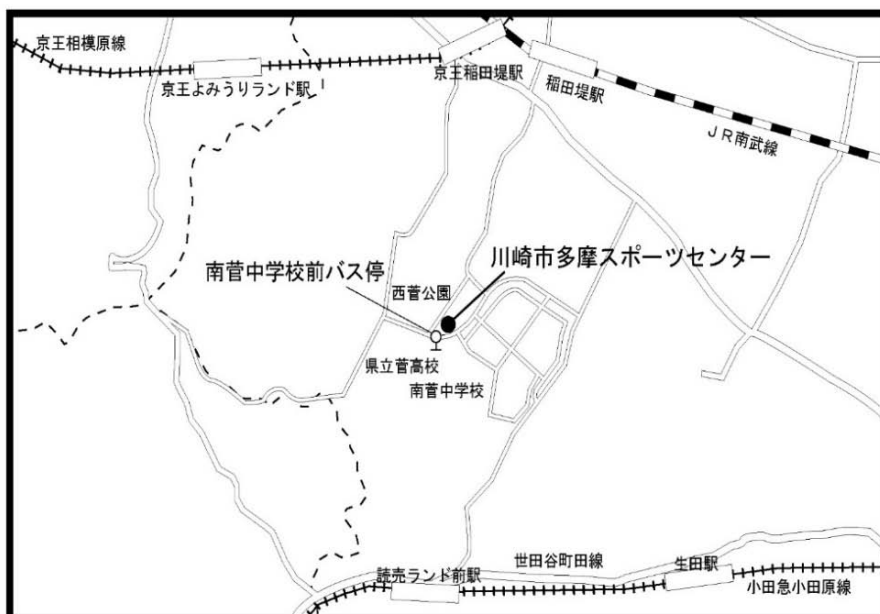 京王相模原線
京王よみうりランド駅
京王稲田堤駅
稲田堤駅
ＪＲ南武線
川崎市多摩スポーツセンター
南菅中学校前バス停
西菅公園
県立菅高校
南菅中学校
世田谷町田線
生田駅
読売ランド前駅
小田急小田原線